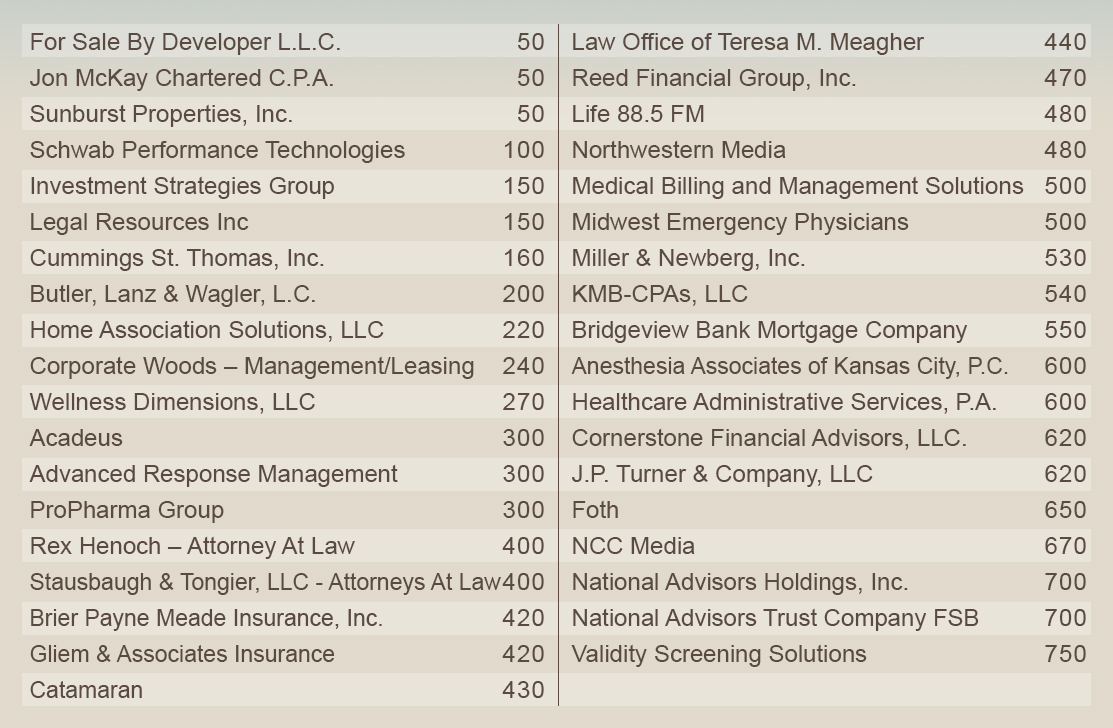 For Sale By Developer L.L.C. 50
Jon McKay Chartered C.P.A. 50
Sunburst Properties, Inc. 50
Schwab Performance Technologies 100
Investment Strategies Group 150
Legal Resources Inc 150
Cummings St. Thomas, Inc. 160
Butler, Lanz & Wagler, L.C. 200
Home Association Solutions, LLC 220
Corporate Woods – Management/Leasing 240
Wellness Dimensions, LLC 270
Acadeus 300
Advanced Response Management 300
ProPharma Group 300
Rex Henoch – Attorney At Law 400
Stausbaugh & Tongier, LLC - Attorneys At Law 400
Brier Payne Meade Insurance, Inc. 420
Gliem & Associates Insurance 420
Catamaran 430
Law Office of Teresa M. Meagher 440
Reed Financial Group, Inc. 470
Life 88.5 FM 480
Northwestern Media 480
Medical Billing and Management Solutions 500
Midwest Emergency Physicians 500
Miller & Newberg, Inc. 530
KMB-CPAs, LLC 540
Bridgeview Bank Mortgage Company 550
Anesthesia Associates of Kansas City, P.C. 600
Healthcare Administrative Services, P.A. 600
Cornerstone Financial Advisors, LLC. 620
J.P. Turner & Company, LLC 620
Foth 650
NCC Media 670
National Advisors Holdings, Inc. 700
National Advisors Trust Company FSB 700
Validity Screening Solutions 750